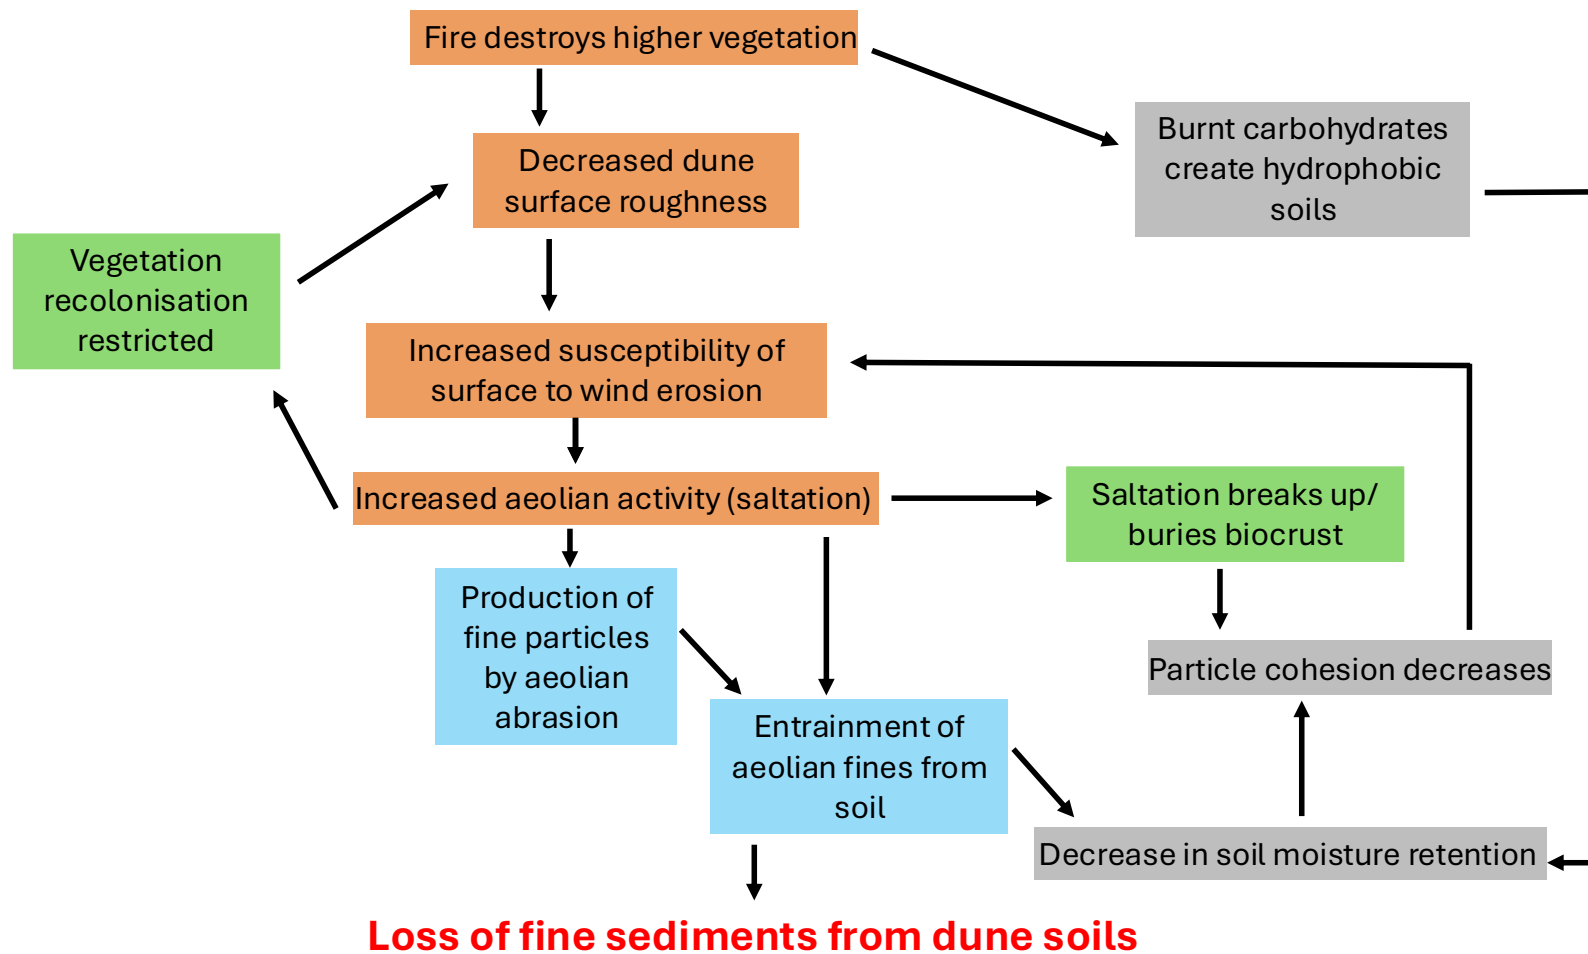 Fire destroys higher vegetation
Burnt carbohydrates
create hydrophobic
soils
Decreased dune
surface roughness
Vegetation
recolonisation
restricted
Increased susceptibility of
surface to wind erosion
Increased aeolian activity (saltation)
Saltation breaks up/
buries biocrust
Production of
fine particles
by aeolian
abrasion
Particle cohesion decreases
Entrainment of
aeolian fines from
soil
Decrease in soil moisture retention
Loss of fine sediments from dune soils